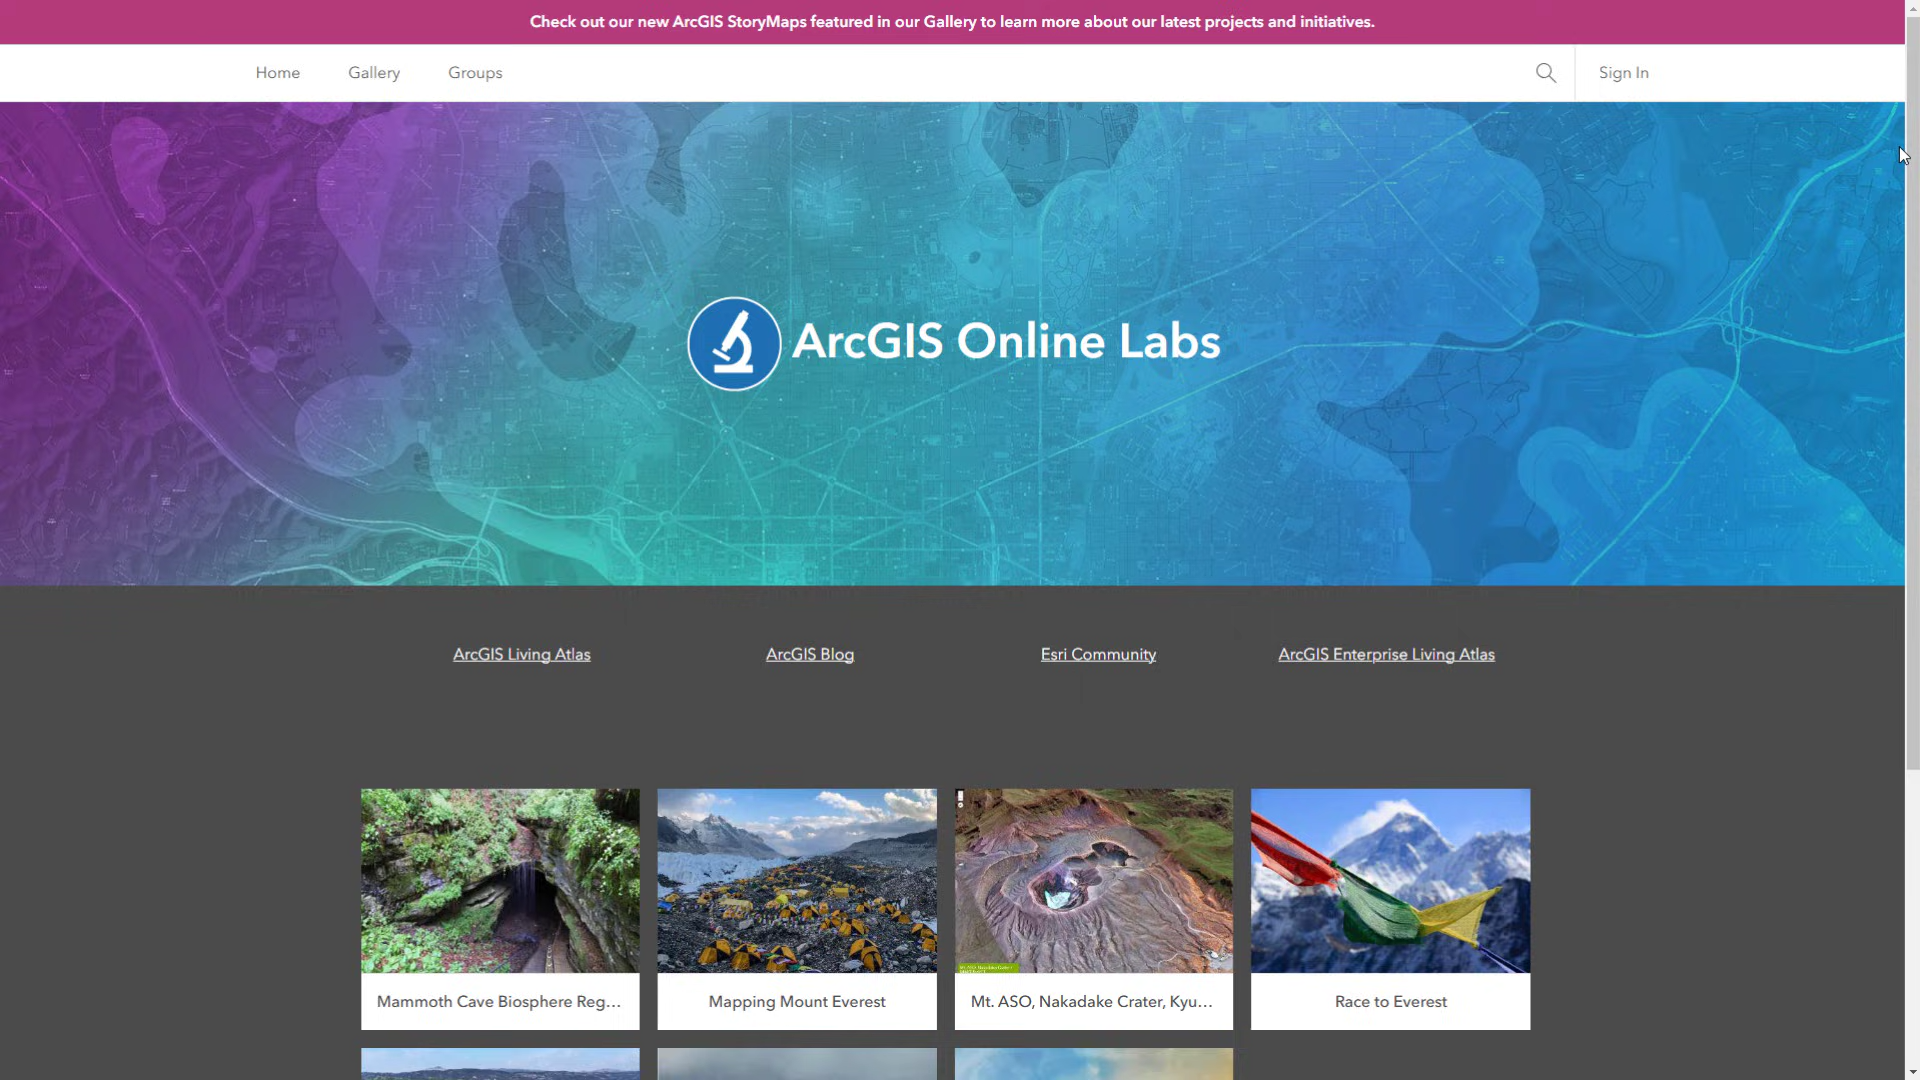 Check out our new ArcGIS StoryMaps featured in our Gallery to learn more about our latest projects and initiatives.
Home Gallery Groups Sign In
ArcGIS Online Labs
ArcGIS Living Atlas ArcGIS Blog Esri Community ArcGIS Enterprise Living Atlas
Mammoth Cave Biosphere Reg... Mapping Mount Everest Mt. ASO, Nakadake Crater, Kyu... Race to Everest